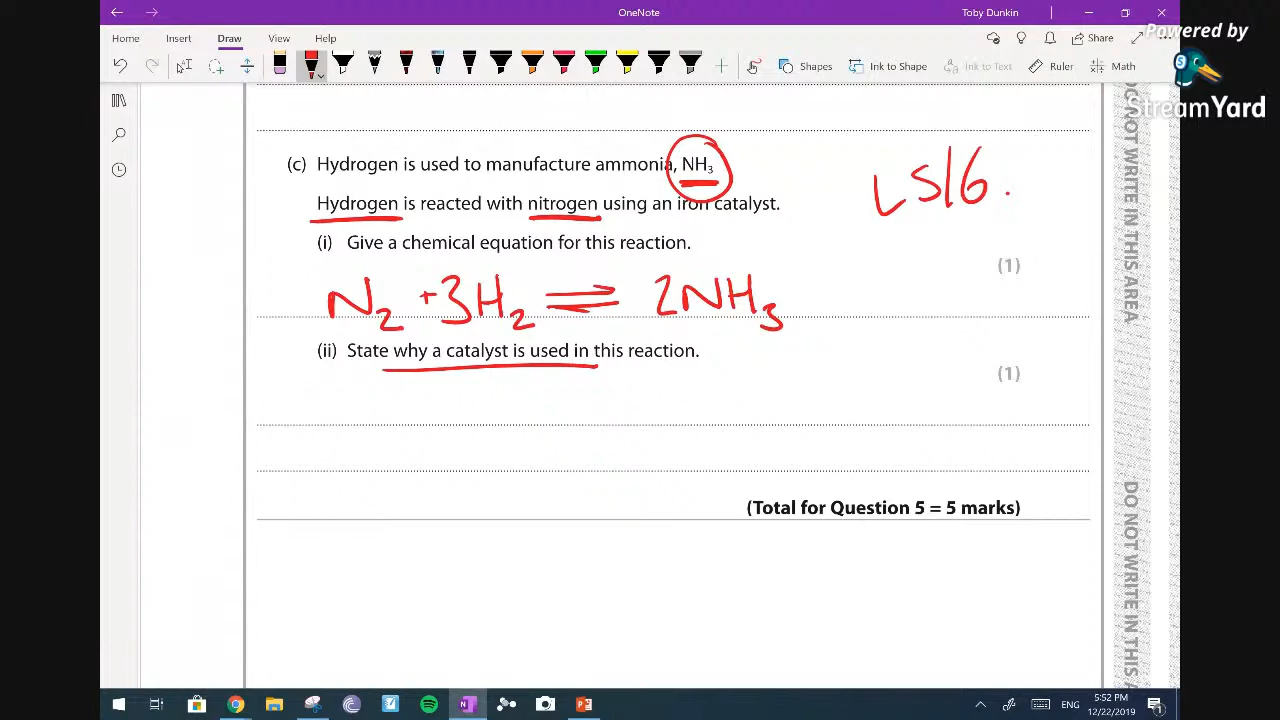 OneNote
Toby Dunkin
Powered by
StreamYard
Home
Insert
Draw
View
Help
Share
Shapes
Ink to Shape
Ink to Text
Ruler
Math
(c) Hydrogen is used to manufacture ammonia, NH₃
Hydrogen is reacted with nitrogen using an iron catalyst.
(i) Give a chemical equation for this reaction.
(1)
N₂ + 3H₂ ⇌ 2NH₃
(ii) State why a catalyst is used in this reaction.
(1)
(Total for Question 5 = 5 marks)
DO NOT WRITE IN THIS AREA
DO NOT WRITE IN THIS A
ENG
5:52 PM
12/22/2019